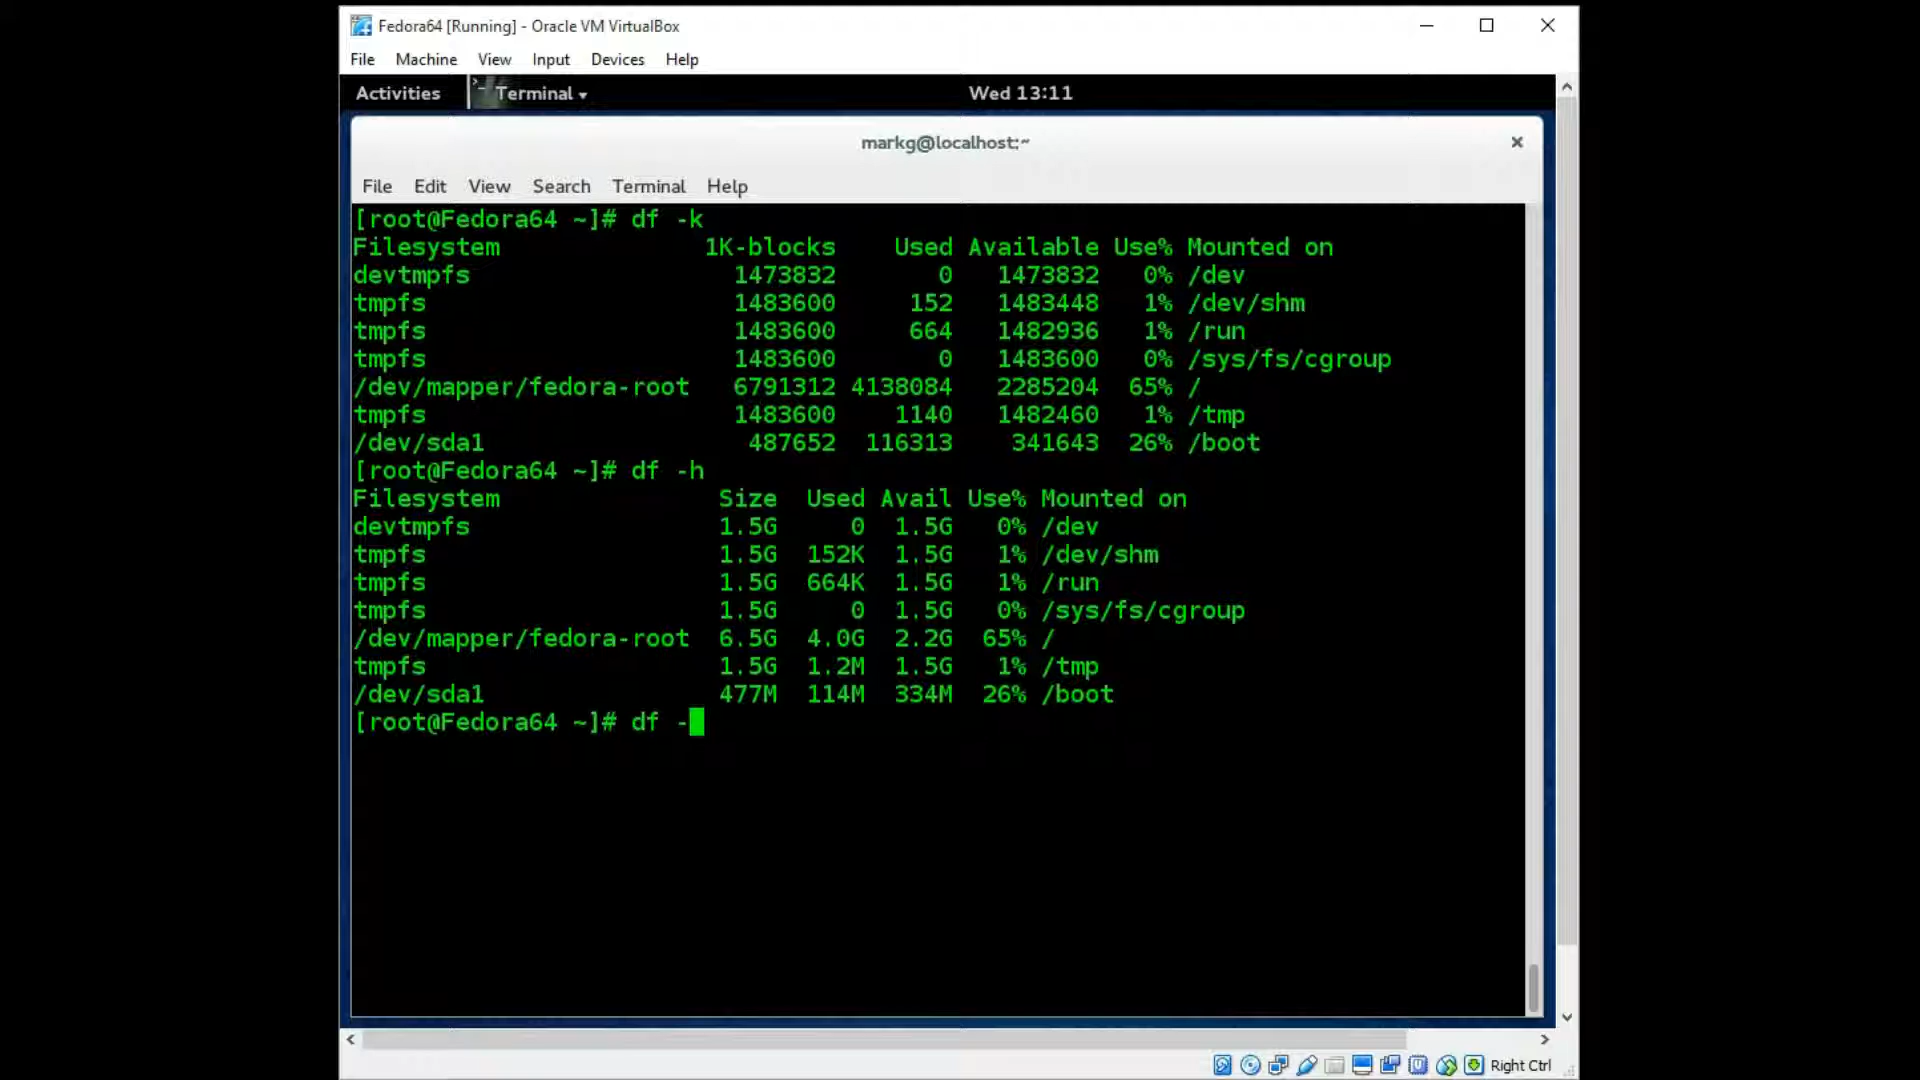 Fedora64 [Running] - Oracle VM VirtualBox
File Machine View Input Devices Help
Activities Terminal Wed 13:11
markg@localhost:~
File Edit View Search Terminal Help
[root@Fedora64 ~]# df -k
Filesystem 1K-blocks Used Available Use% Mounted on
devtmpfs 1473832 0 1473832 0% /dev
tmpfs 1483600 152 1483448 1% /dev/shm
tmpfs 1483600 664 1482936 1% /run
tmpfs 1483600 0 1483600 0% /sys/fs/cgroup
/dev/mapper/fedora-root 6791312 4138084 2285204 65% /
tmpfs 1483600 1140 1482460 1% /tmp
/dev/sda1 487652 116313 341643 26% /boot
[root@Fedora64 ~]# df -h
Filesystem Size Used Avail Use% Mounted on
devtmpfs 1.5G 0 1.5G 0% /dev
tmpfs 1.5G 152K 1.5G 1% /dev/shm
tmpfs 1.5G 664K 1.5G 1% /run
tmpfs 1.5G 0 1.5G 0% /sys/fs/cgroup
/dev/mapper/fedora-root 6.5G 4.0G 2.2G 65% /
tmpfs 1.5G 1.2M 1.5G 1% /tmp
/dev/sda1 477M 114M 334M 26% /boot
[root@Fedora64 ~]# df -
Right Ctrl